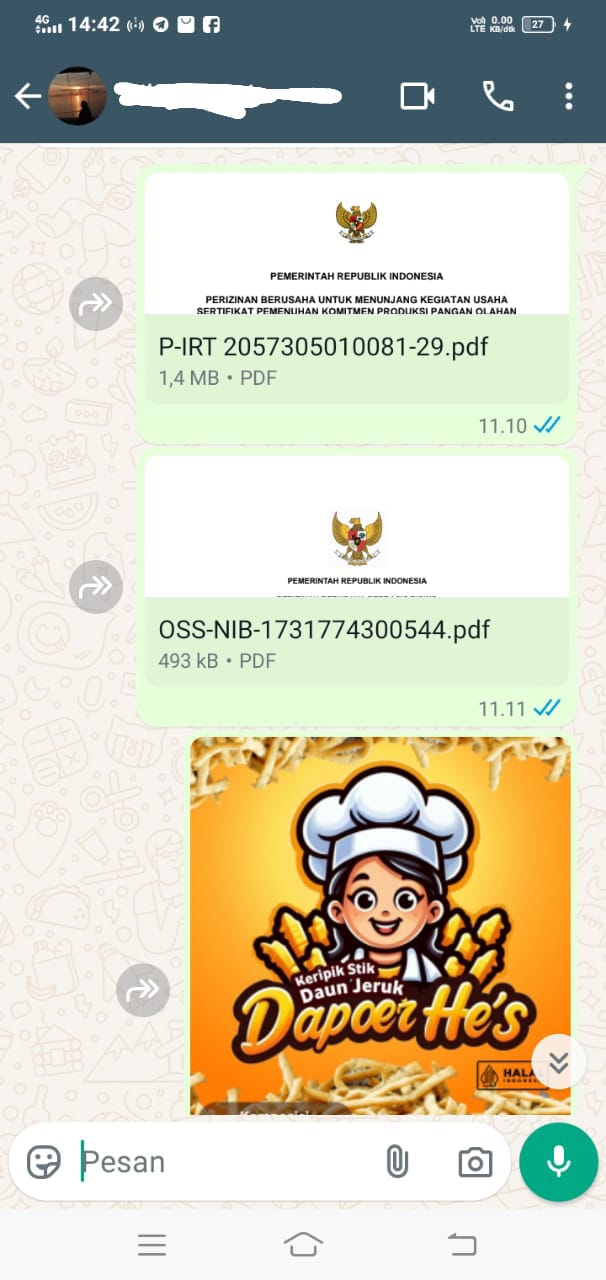 4G 14:42 Vo) 0.00 27
LTE KB/dtk
PEMERINTAH REPUBLIK INDONESIA
PERIZINAN BERUSAHA UNTUK MENUNJANG KEGIATAN USAHA
SERTIFIKAT PEMENUHAN KOMITMEN PRODUKSI PANGAN OLAHAN
P-IRT 2057305010081-29.pdf
1,4 MB • PDF
11.10
PEMERINTAH REPUBLIK INDONESIA
OSS-NIB-1731774300544.pdf
493 kB • PDF
11.11
Keripik Stik
Daun Jeruk
Dapoer He's
INDONESIA
Pesan